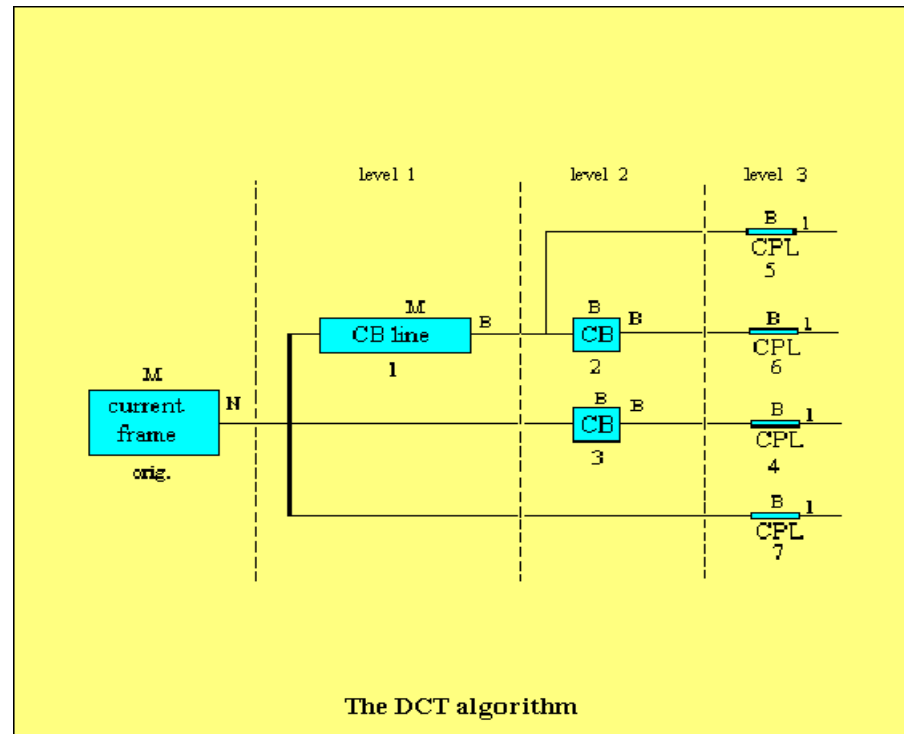 level 1
level 2
level 3
B
1
CPL
5
M
CB line
B
1
B
CB
B
2
B
1
CPL
6
M
current
frame
N
orig.
B
CB
B
3
B
1
CPL
4
B
1
CPL
7
The DCT algorithm